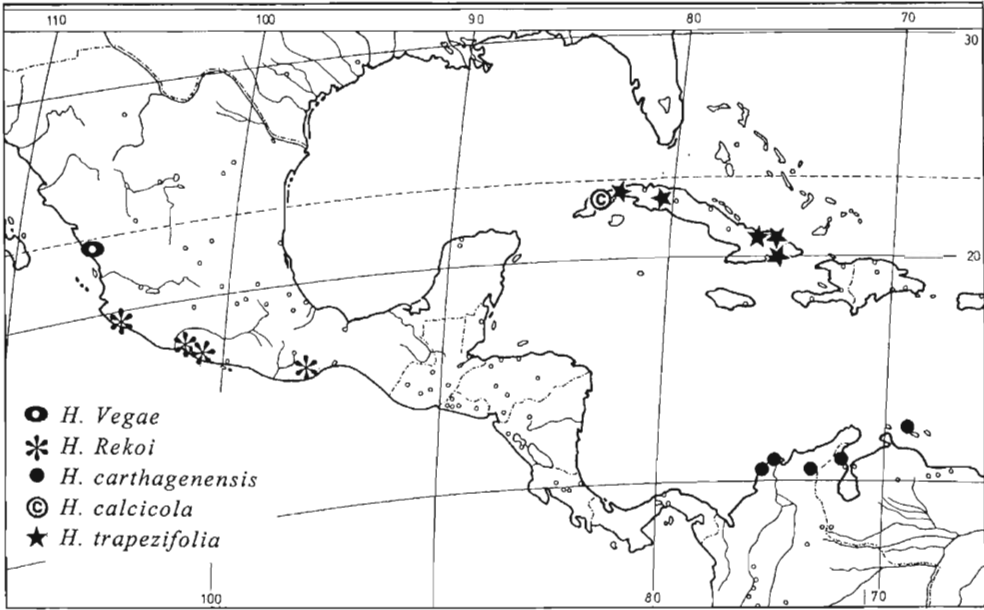 110 100 90 80 70
30
20
H. Vegae
H. Rekoi
H. carthagenensis
© H. calcicola
H. trapezifolia
100 80 70
©